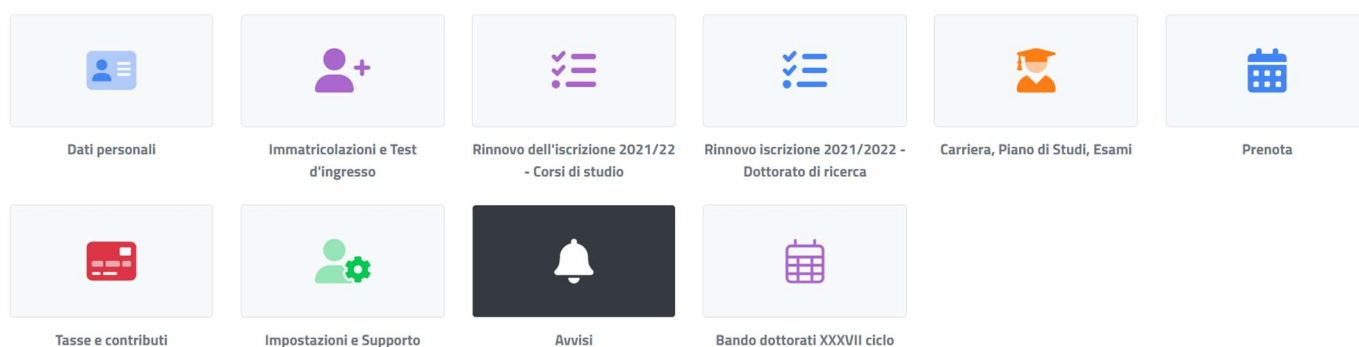 Dati personali
Immatricolazioni e Test
d'ingresso
Rinnovo dell'iscrizione 2021/22
- Corsi di studio
Rinnovo iscrizione 2021/2022 -
Dottorato di ricerca
Carriera, Piano di Studi, Esami
Prenota
Tasse e contributi
Impostazioni e Supporto
Avvisi
Bando dottorati XXXVII ciclo